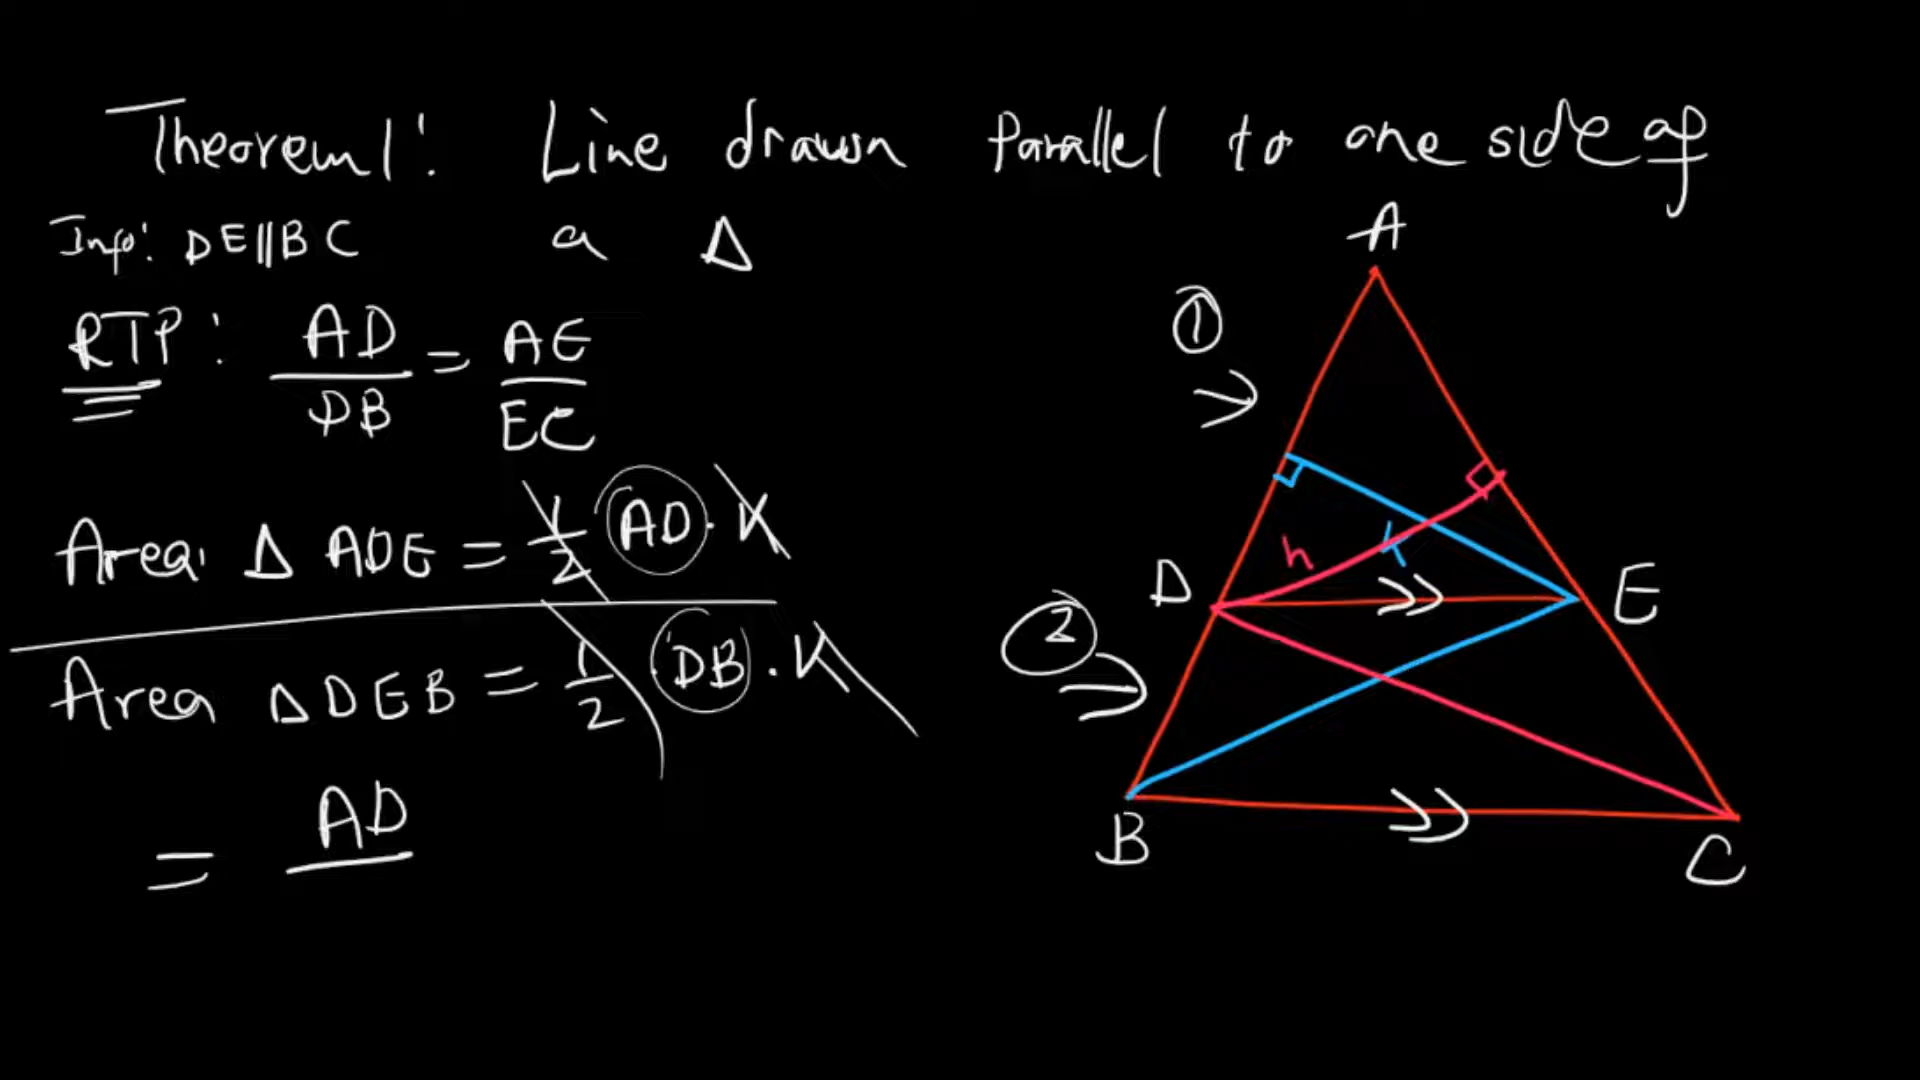 Theorem 1: Line drawn parallel to one side of
a Δ
Info: DE||BC
RTP: AD/DB = AE/EC
Area Δ ADE = 1/2 AD . k
Area Δ DEB = 1/2 DB . k
= AD
A
①
h
k
D
E
②
B
C